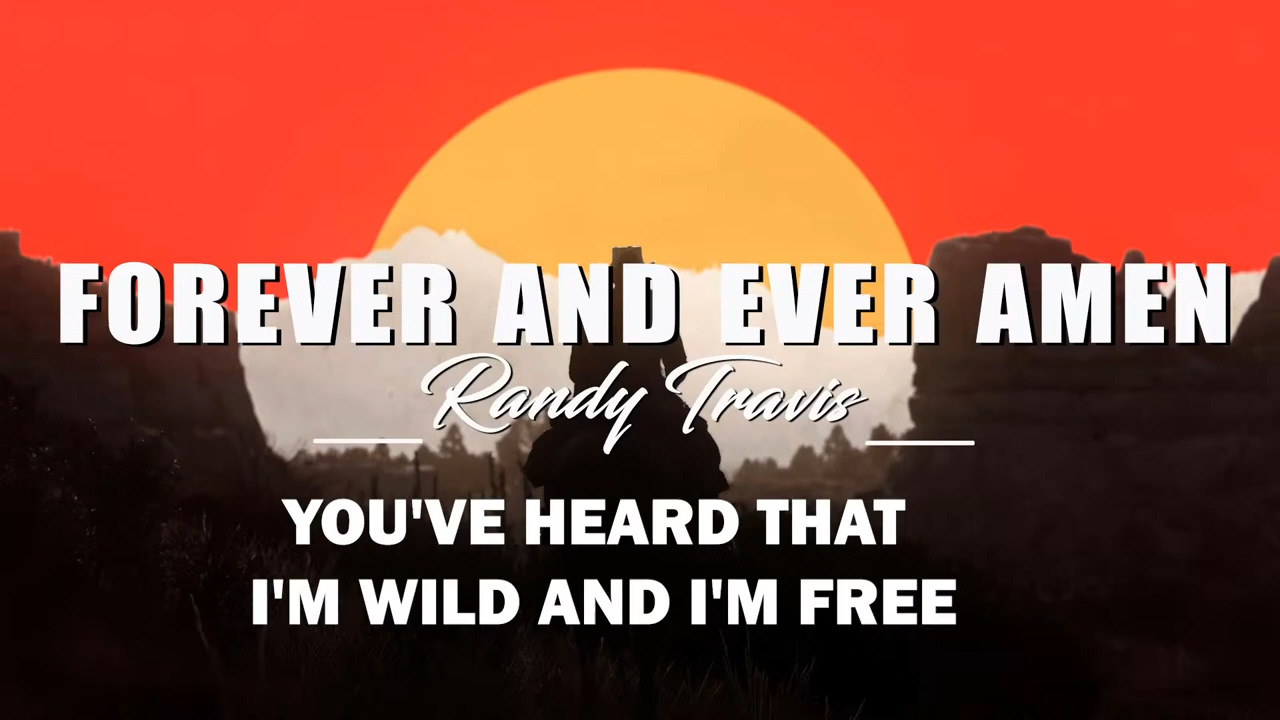 FOREVER AND EVER AMEN
Randy Travis
YOU'VE HEARD THAT
I'M WILD AND I'M FREE